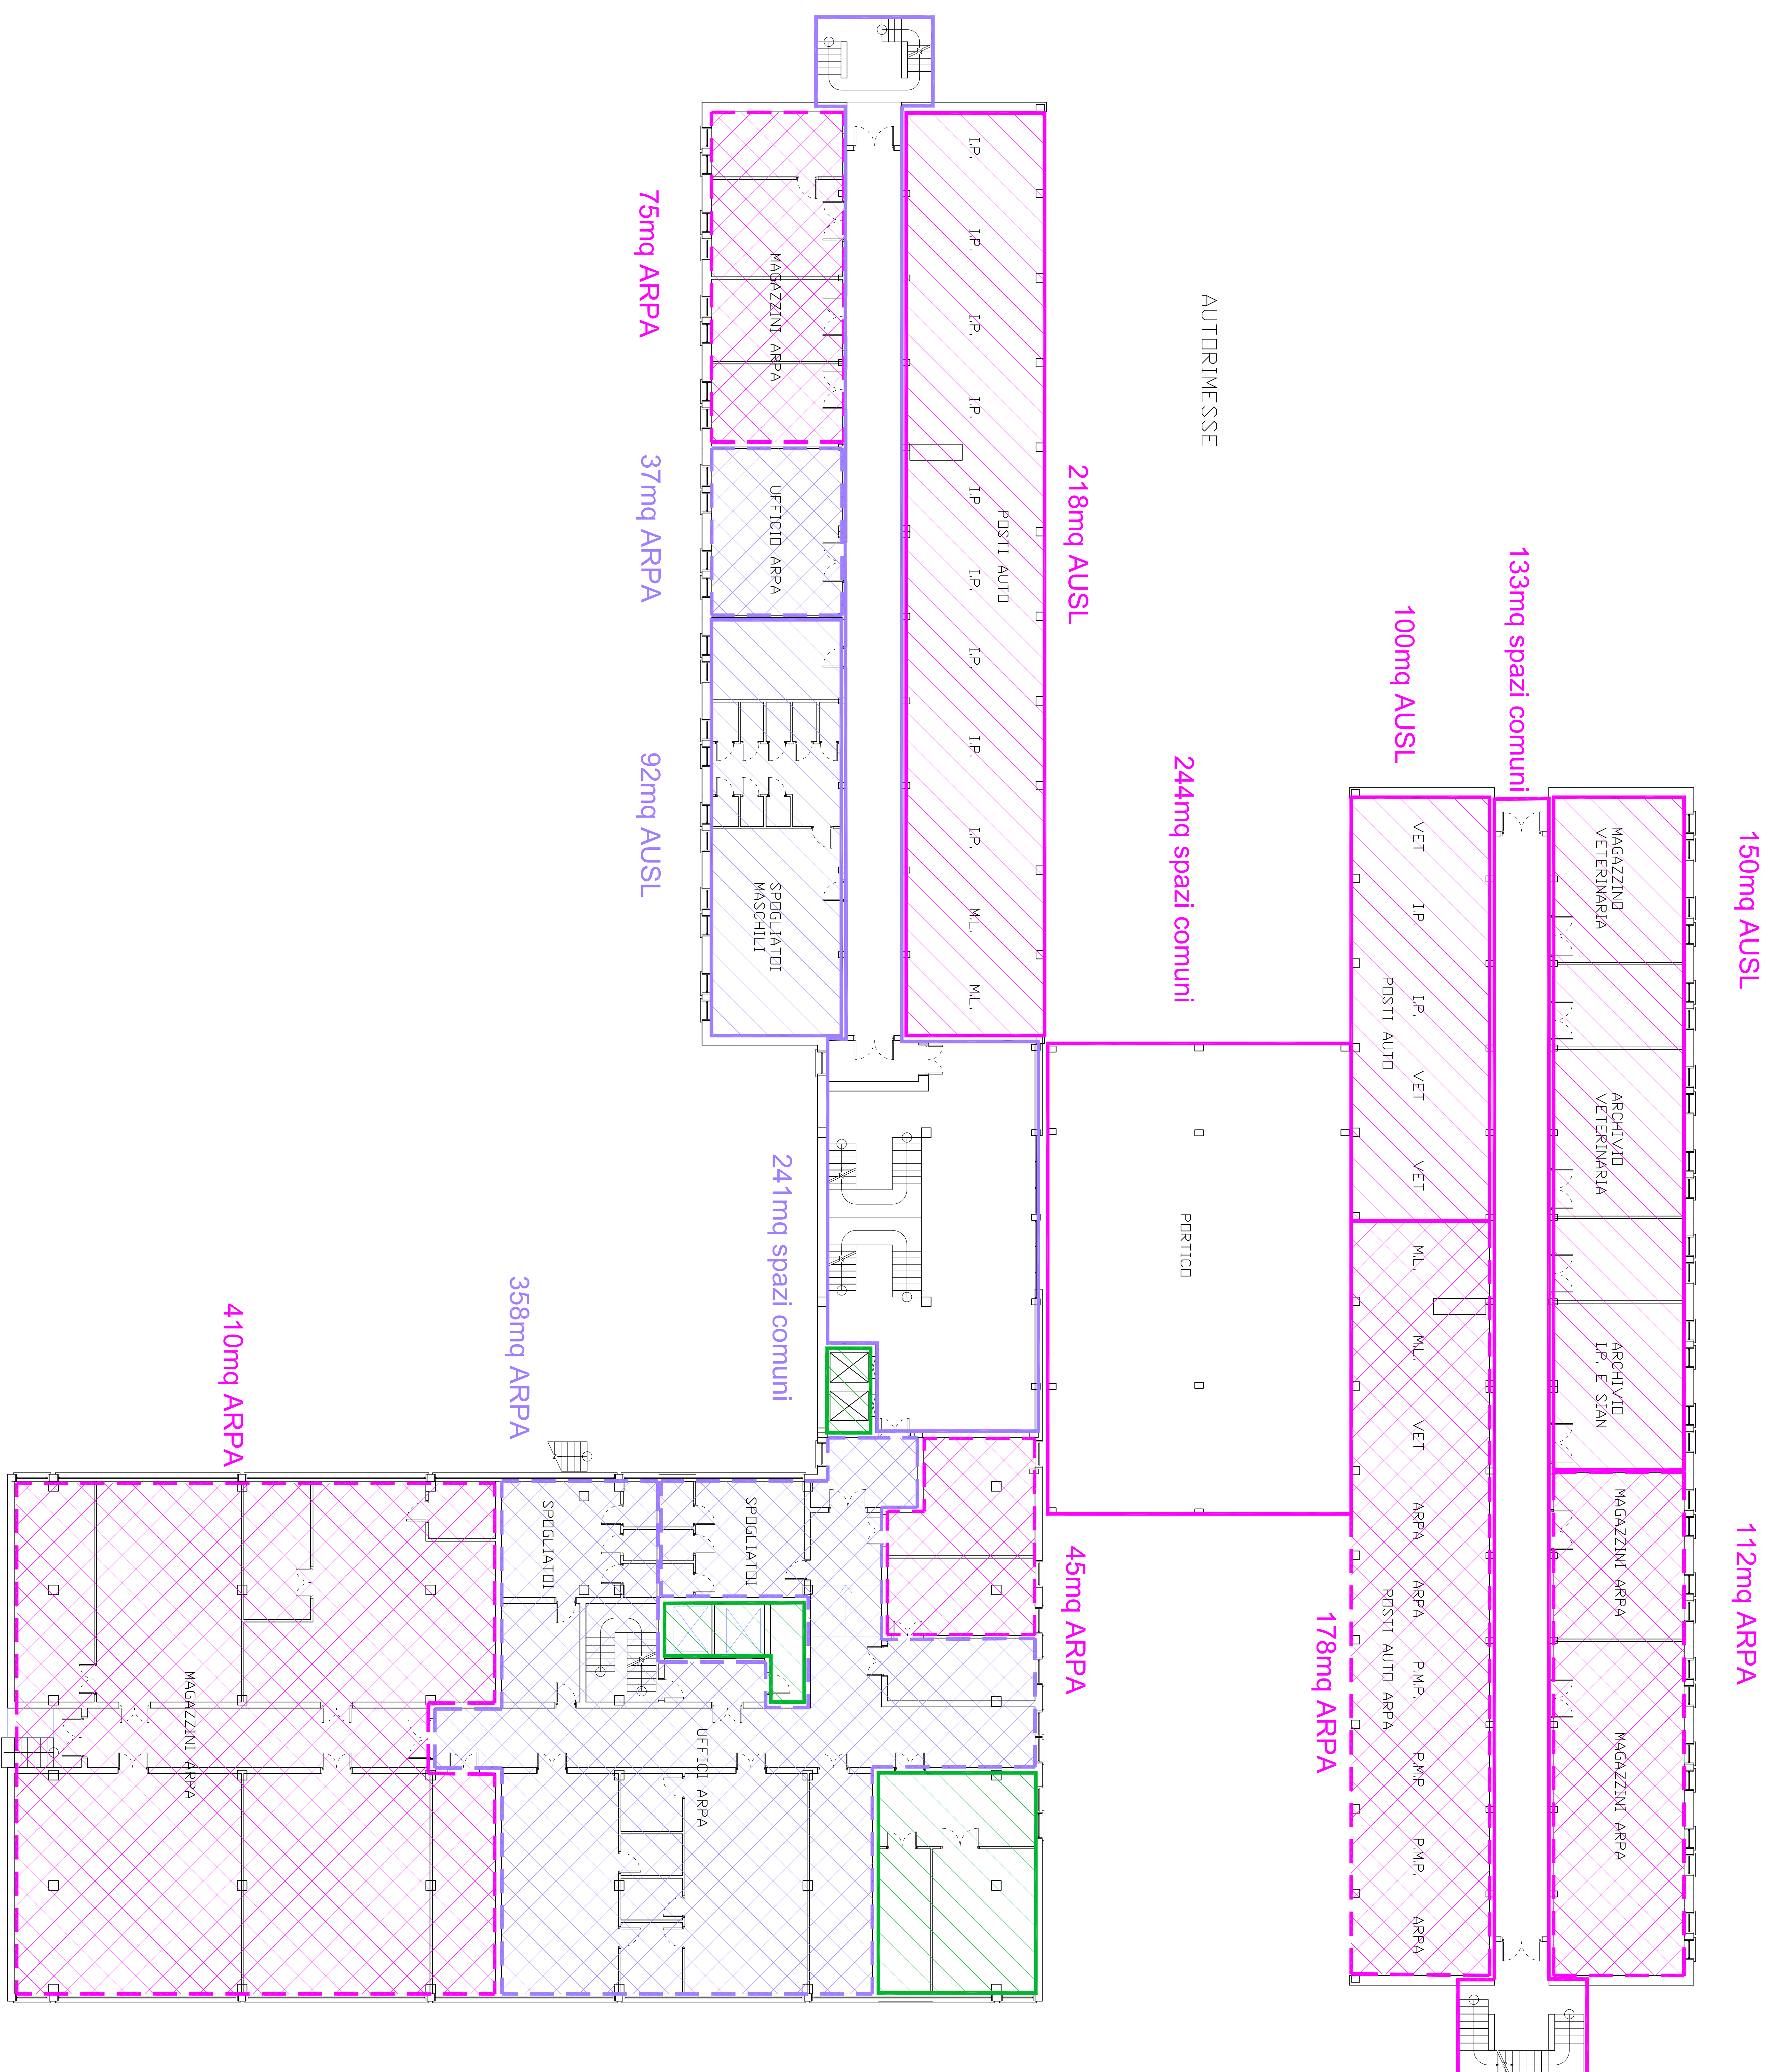 150mq AUSL
112mq ARPA
MAGAZZINO
VETERINARIA
ARCHIVIO
VETERINARIA
ARCHIVIO
I.P. E SIAN
MAGAZZINI ARPA
MAGAZZINI ARPA
133mq spazi comuni
100mq AUSL
VET
I.P.
I.P.
VET
VET
M.L.
M.L.
VET
ARPA
ARPA
P.M.P.
P.M.P.
P.M.P.
ARPA
POSTI AUTO
POSTI AUTO ARPA
178mq ARPA
AUTORIMESSE
244mq spazi comuni
PORTICO
218mq AUSL
45mq ARPA
POSTI AUTO
I.P.
I.P.
I.P.
I.P.
I.P.
I.P.
I.P.
I.P.
I.P.
M.L.
M.L.
MAGAZZINI ARPA
UFFICIO ARPA
SPOGLIATOI
MASCHILI
241mq spazi comuni
SPOGLIATOI
UFFICI ARPA
75mq ARPA
37mq ARPA
92mq AUSL
SPOGLIATOI
358mq ARPA
410mq ARPA
MAGAZZINI ARPA